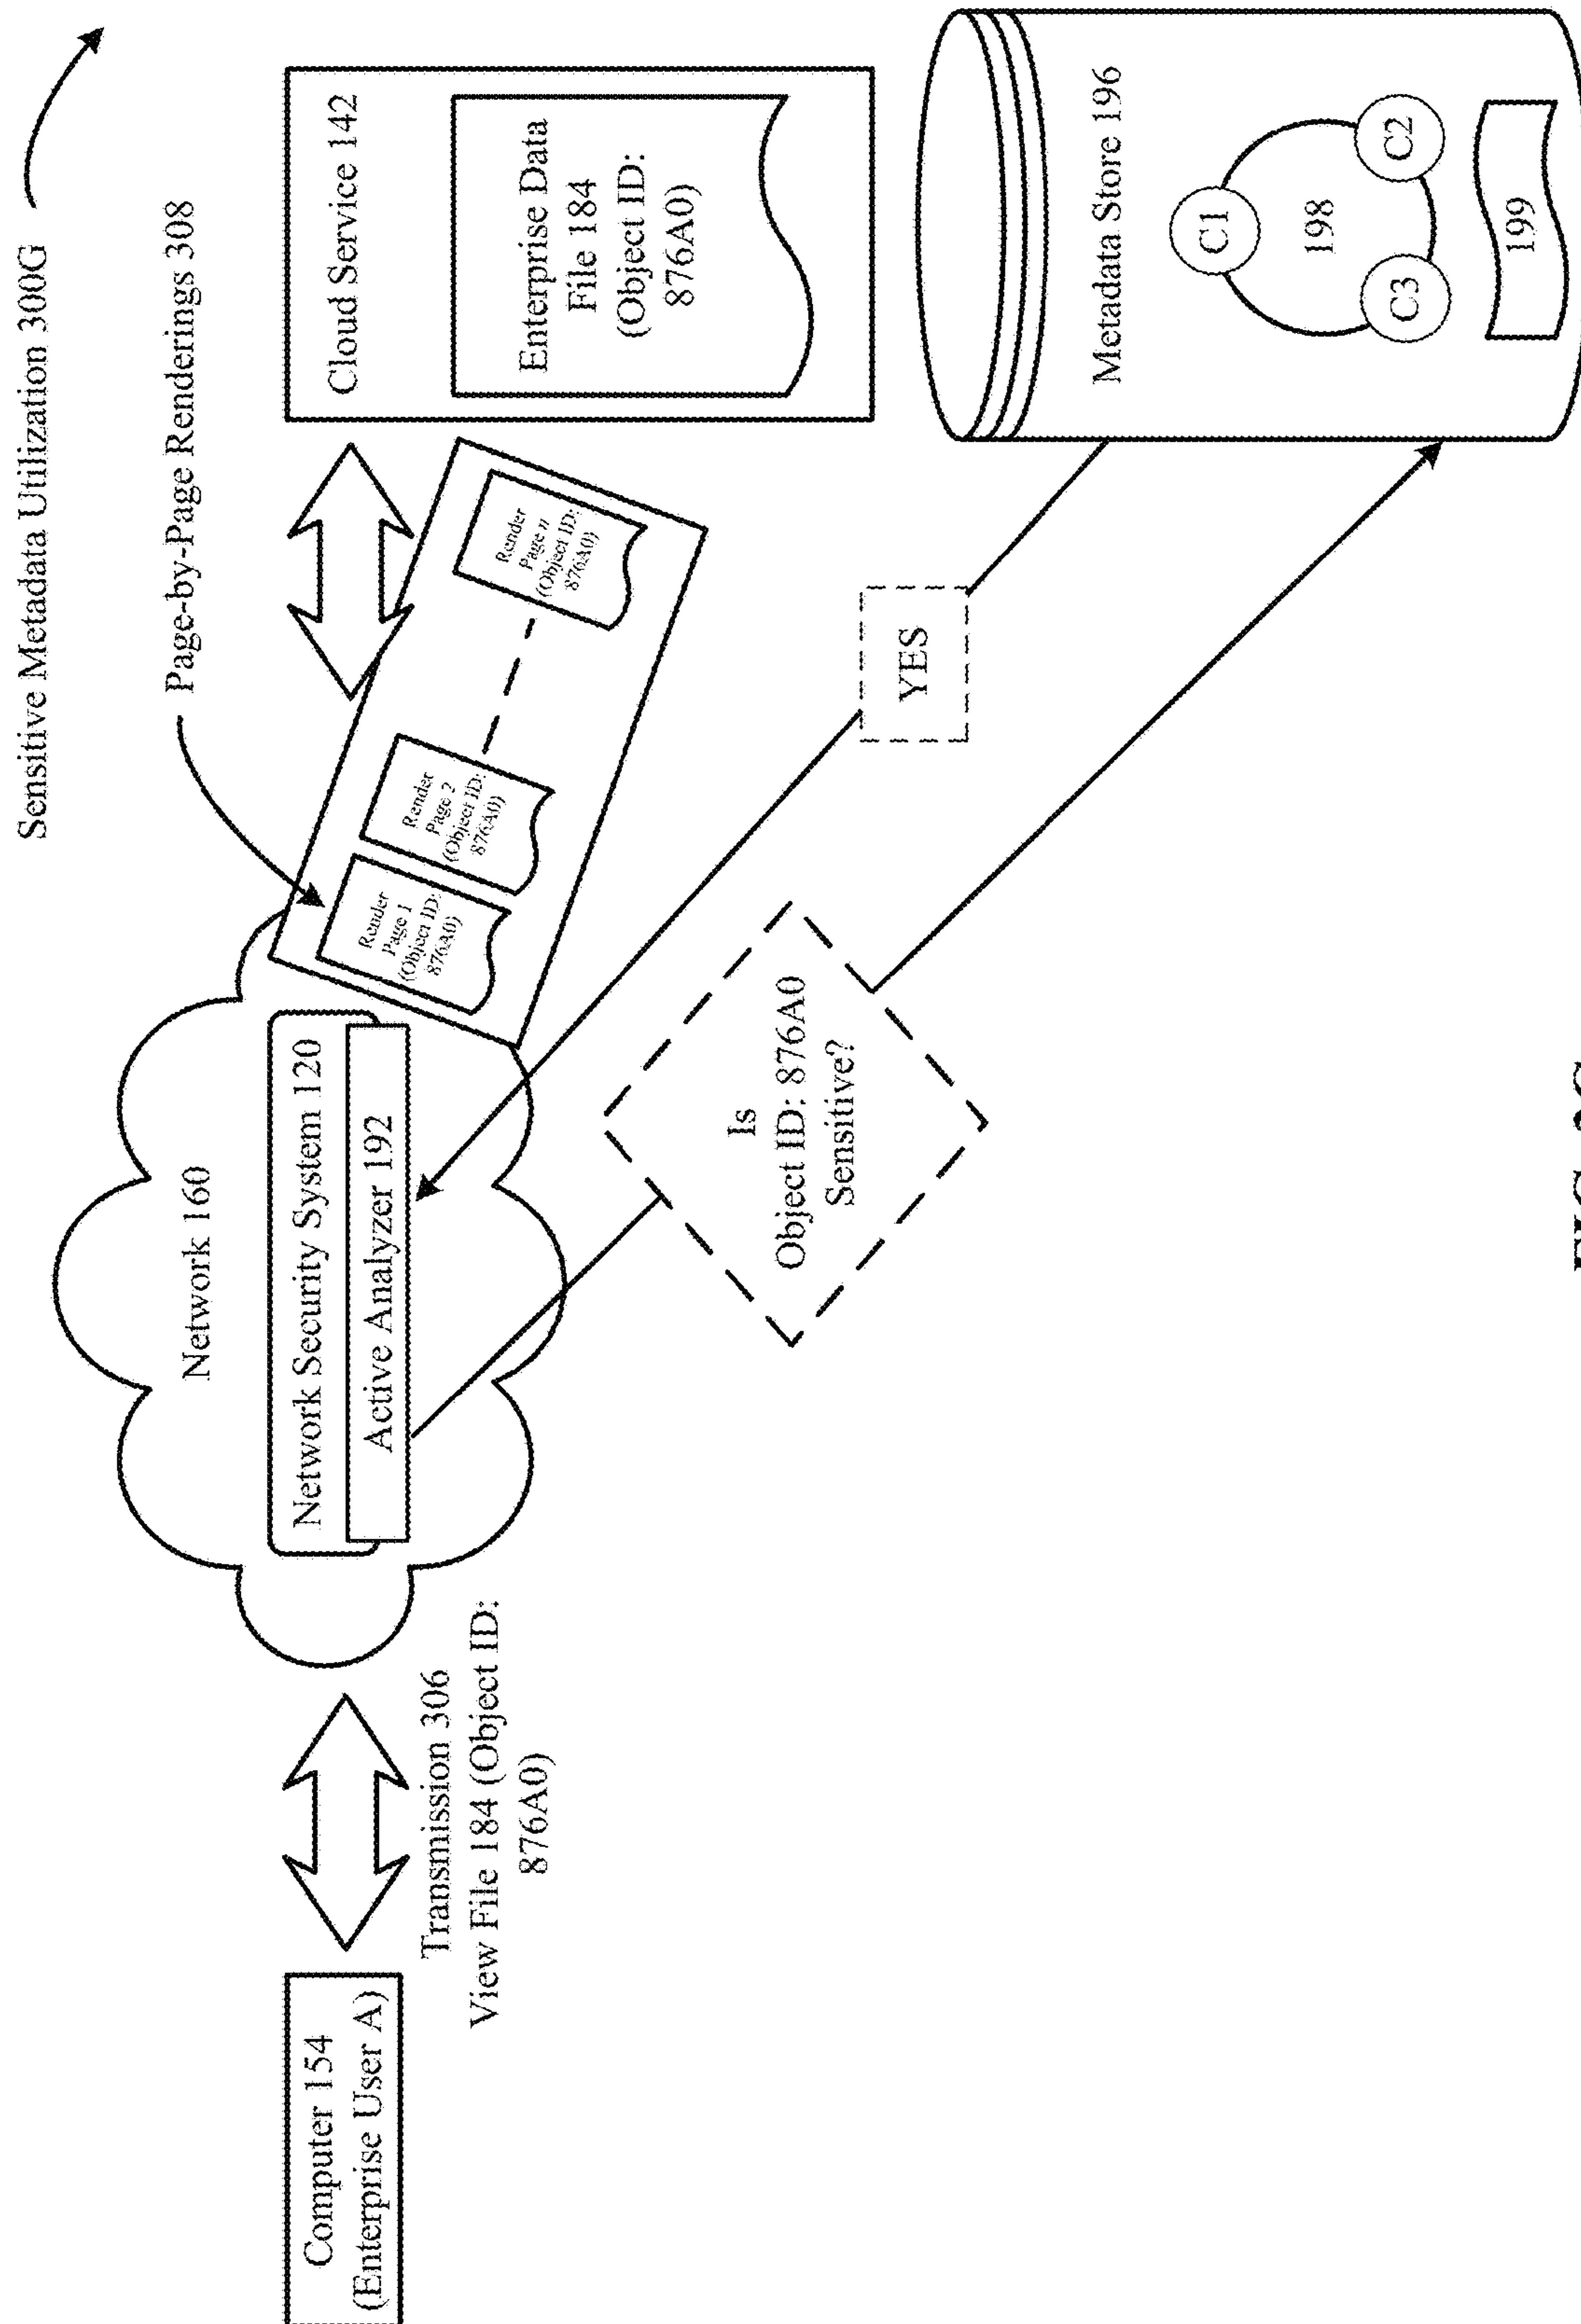 Sensitive Metadata Utilization 300G
Page-by-Page Renderings 308
Computer 154
(Enterprise User A)
Transmission 306
View File 184 (Object ID:
876A0)
Network 160
Network Security System 120
Active Analyzer 192
Render
Page 1
(Object ID:
876A0)
Render
Page 2
(Object ID:
876A0)
Render
Page n
(Object ID:
876A0)
Cloud Service 142
Enterprise Data
File 184
(Object ID:
876A0)
Is
Object ID: 876A0
Sensitive?
YES
Metadata Store 196
C1
198
C3
C2
199